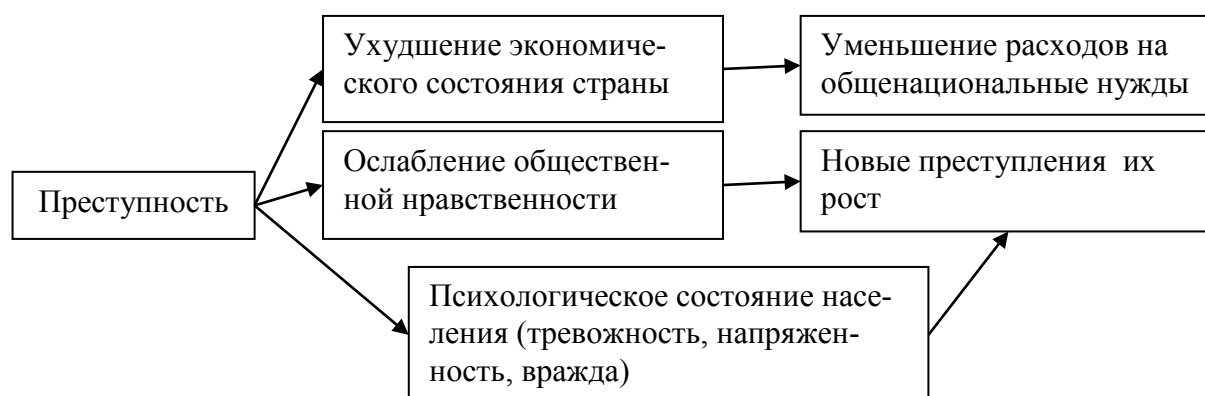 Ухудшение экономиче-
ского состояния страны
Уменьшение расходов на
общенациональные нужды
Ослабление обществен-
ной нравственности
Новые преступления  их
рост
Преступность
Психологическое состояние насе-
ления (тревожность, напряжен-
ность, вражда)